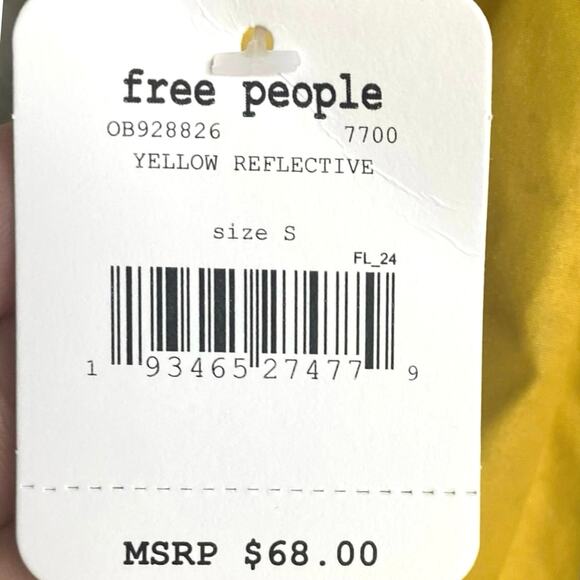 free people
OB928826 7700
YELLOW REFLECTIVE
size S
FL_24
1 93465 27477 9
MSRP $68.00